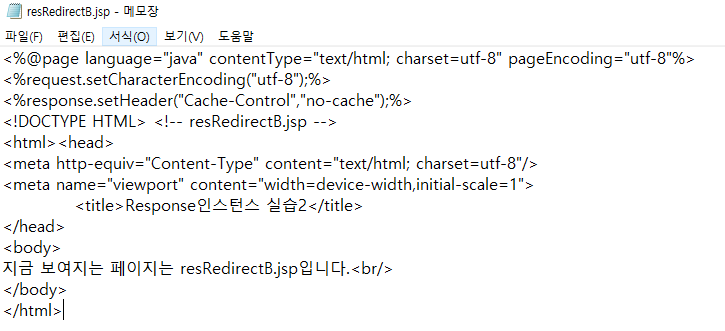 resRedirectB.jsp - 메모장
파일(F) 편집(E) 서식(O) 보기(V) 도움말
<%@page language="java" contentType="text/html; charset=utf-8" pageEncoding="utf-8"%>
<%request.setCharacterEncoding("utf-8");%>
<%response.setHeader("Cache-Control","no-cache");%>
<!DOCTYPE HTML> <!-- resRedirectB.jsp -->
<html><head>
<meta http-equiv="Content-Type" content="text/html; charset=utf-8"/>
<meta name="viewport" content="width=device-width,initial-scale=1">
<title>Response인스턴스 실습2</title>
</head>
<body>
지금 보여지는 페이지는 resRedirectB.jsp입니다.<br/>
</body>
</html>